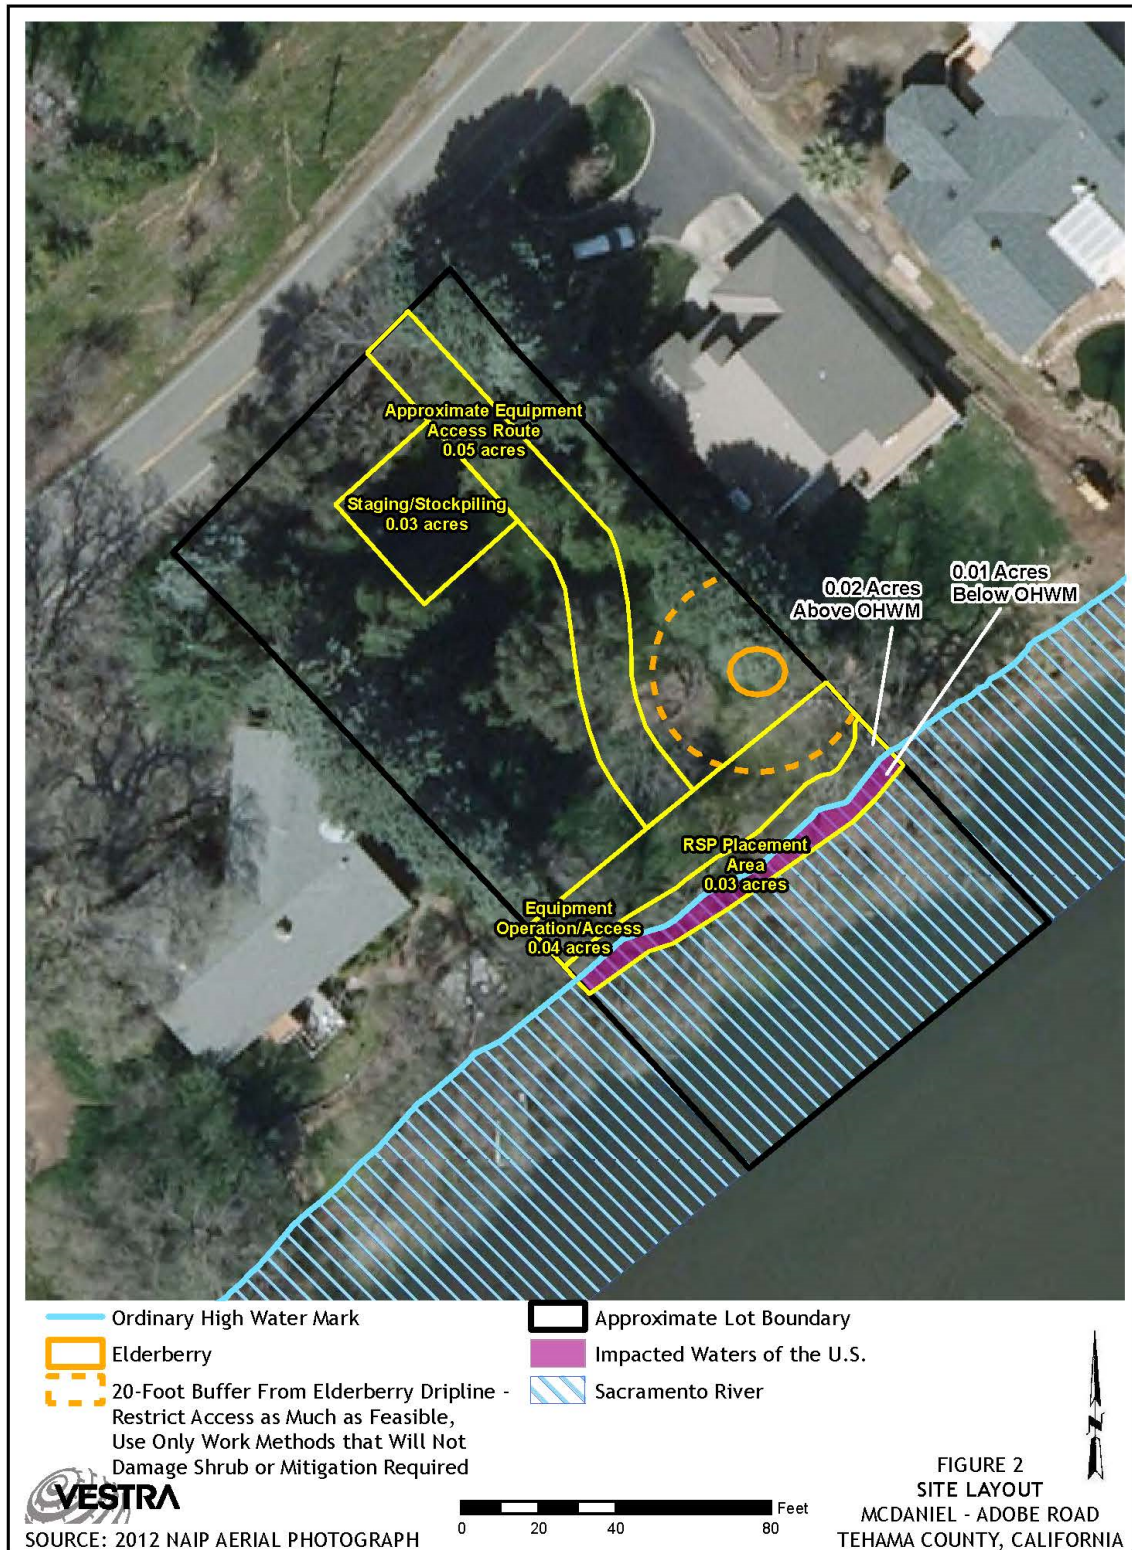 Approximate Equipment
Access Route
0.05 acres
Staging/Stockpiling
0.03 acres
0.02 Acres
Above OHWM
0.01 Acres
Below OHWM
RSP Placement
Area
0.03 acres
Equipment
Operation/Access
0.04 acres
Ordinary High Water Mark
Elderberry
20-Foot Buffer From Elderberry Dripline -
Restrict Access as Much as Feasible,
Use Only Work Methods that Will Not
Damage Shrub or Mitigation Required
Approximate Lot Boundary
Impacted Waters of the U.S.
Sacramento River
N
VESTRA
SOURCE: 2012 NAIP AERIAL PHOTOGRAPH
Feet
0 20 40 80
FIGURE 2
SITE LAYOUT
MCDANIEL - ADOBE ROAD
TEHAMA COUNTY, CALIFORNIA